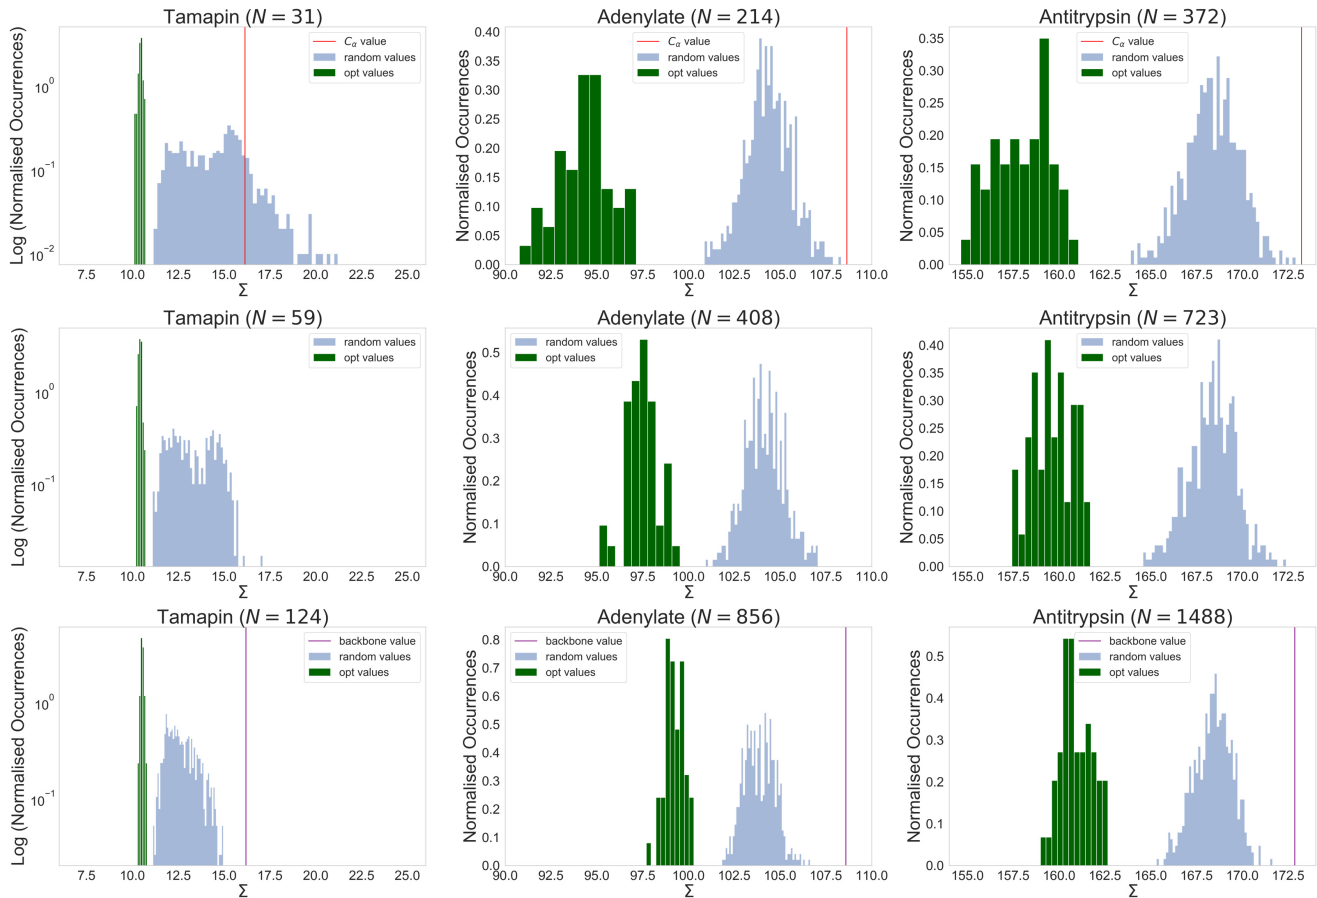 Tamapin (N = 31)
Log (Normalised Occurrences)
10⁰
10⁻¹
10⁻²
Cα value
random values
opt values
7.5 10.0 12.5 15.0 17.5 20.0 22.5 25.0
Σ
Adenylate (N = 214)
Normalised Occurrences
0.40
0.35
0.30
0.25
0.20
0.15
0.10
0.05
0.00
Cα value
random values
opt values
90.0 92.5 95.0 97.5 100.0 102.5 105.0 107.5 110.0
Σ
Antitrypsin (N = 372)
Normalised Occurrences
0.35
0.30
0.25
0.20
0.15
0.10
0.05
0.00
Cα value
random values
opt values
155.0 157.5 160.0 162.5 165.0 167.5 170.0 172.5
Σ
Tamapin (N = 59)
Log (Normalised Occurrences)
10⁰
10⁻¹
random values
opt values
7.5 10.0 12.5 15.0 17.5 20.0 22.5 25.0
Σ
Adenylate (N = 408)
Normalised Occurrences
0.5
0.4
0.3
0.2
0.1
0.0
random values
opt values
90.0 92.5 95.0 97.5 100.0 102.5 105.0 107.5 110.0
Σ
Antitrypsin (N = 723)
Normalised Occurrences
0.40
0.35
0.30
0.25
0.20
0.15
0.10
0.05
0.00
random values
opt values
155.0 157.5 160.0 162.5 165.0 167.5 170.0 172.5
Σ
Tamapin (N = 124)
Log (Normalised Occurrences)
10⁰
10⁻¹
backbone value
random values
opt values
7.5 10.0 12.5 15.0 17.5 20.0 22.5 25.0
Σ
Adenylate (N = 856)
Normalised Occurrences
0.8
0.7
0.6
0.5
0.4
0.3
0.2
0.1
0.0
backbone value
random values
opt values
90.0 92.5 95.0 97.5 100.0 102.5 105.0 107.5 110.0
Σ
Antitrypsin (N = 1488)
Normalised Occurrences
0.5
0.4
0.3
0.2
0.1
0.0
backbone value
random values
opt values
155.0 157.5 160.0 162.5 165.0 167.5 170.0 172.5
Σ